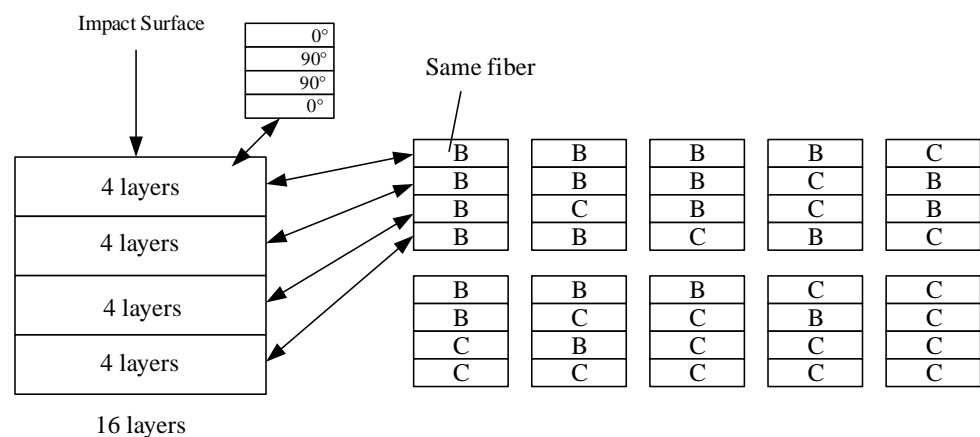 Impact Surface
0°
90°
90°
0°
Same fiber
4 layers
4 layers
4 layers
4 layers
16 layers
B B B B C
B B B C B
B C B C B
B B C B C
B B B C C
B C C B C
C B C C C
C C C C C